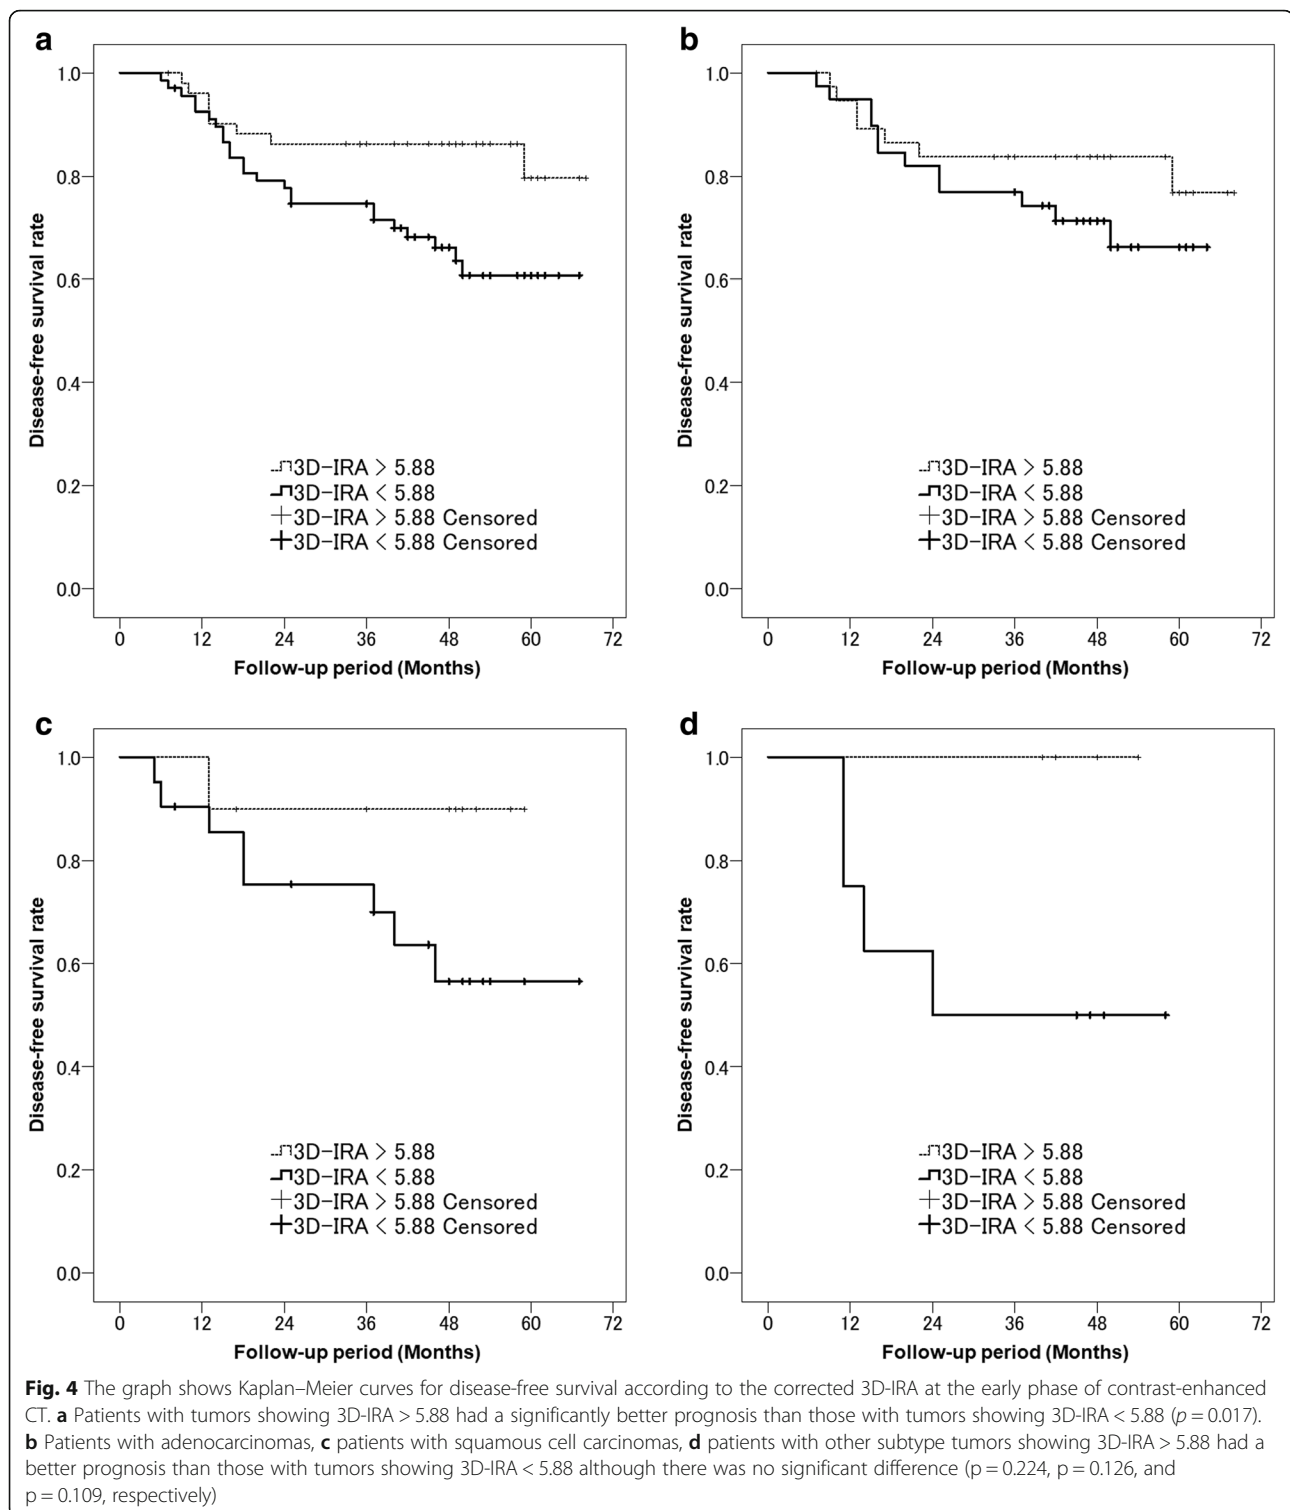 a
1.0
0.8
0.6
0.4
0.2
0.0
Disease-free survival rate
3D-IRA > 5.88
3D-IRA < 5.88
3D-IRA > 5.88 Censored
3D-IRA < 5.88 Censored
0 12 24 36 48 60 72
Follow-up period (Months)
b
1.0
0.8
0.6
0.4
0.2
0.0
Disease-free survival rate
3D-IRA > 5.88
3D-IRA < 5.88
3D-IRA > 5.88 Censored
3D-IRA < 5.88 Censored
0 12 24 36 48 60 72
Follow-up period (Months)
c
1.0
0.8
0.6
0.4
0.2
0.0
Disease-free survival rate
3D-IRA > 5.88
3D-IRA < 5.88
3D-IRA > 5.88 Censored
3D-IRA < 5.88 Censored
0 12 24 36 48 60 72
Follow-up period (Months)
d
1.0
0.8
0.6
0.4
0.2
0.0
Disease-free survival rate
3D-IRA > 5.88
3D-IRA < 5.88
3D-IRA > 5.88 Censored
3D-IRA < 5.88 Censored
0 12 24 36 48 60 72
Follow-up period (Months)
Fig. 4 The graph shows Kaplan–Meier curves for disease-free survival according to the corrected 3D-IRA at the early phase of contrast-enhanced
CT. a Patients with tumors showing 3D-IRA > 5.88 had a significantly better prognosis than those with tumors showing 3D-IRA < 5.88 (p = 0.017).
b Patients with adenocarcinomas, c patients with squamous cell carcinomas, d patients with other subtype tumors showing 3D-IRA > 5.88 had a
better prognosis than those with tumors showing 3D-IRA < 5.88 although there was no significant difference (p = 0.224, p = 0.126, and
p = 0.109, respectively)